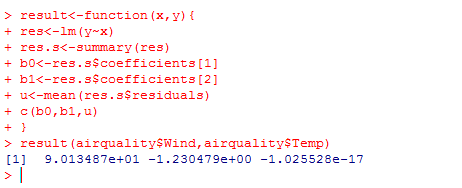 > result<-function(x,y){
+ res<-lm(y~x)
+ res.s<-summary(res)
+ b0<-res.s$coefficients[1]
+ b1<-res.s$coefficients[2]
+ u<-mean(res.s$residuals)
+ c(b0,b1,u)
+ }
> result(airquality$Wind,airquality$Temp)
[1]  9.013487e+01 -1.230479e+00 -1.025528e-17
>